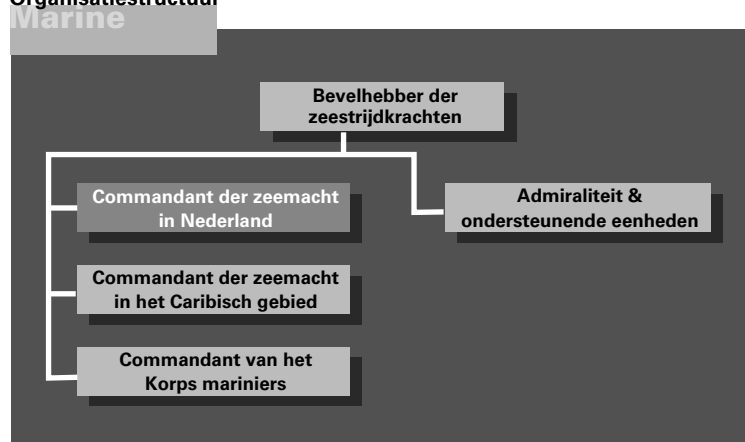 Organisatiestructuur
Marine
Bevelhebber der
zeestrijdkrachten
Commandant der zeemacht
in Nederland
Admiraliteit &
ondersteunende eenheden
Commandant der zeemacht
in het Caribisch gebied
Commandant van het
Korps mariniers